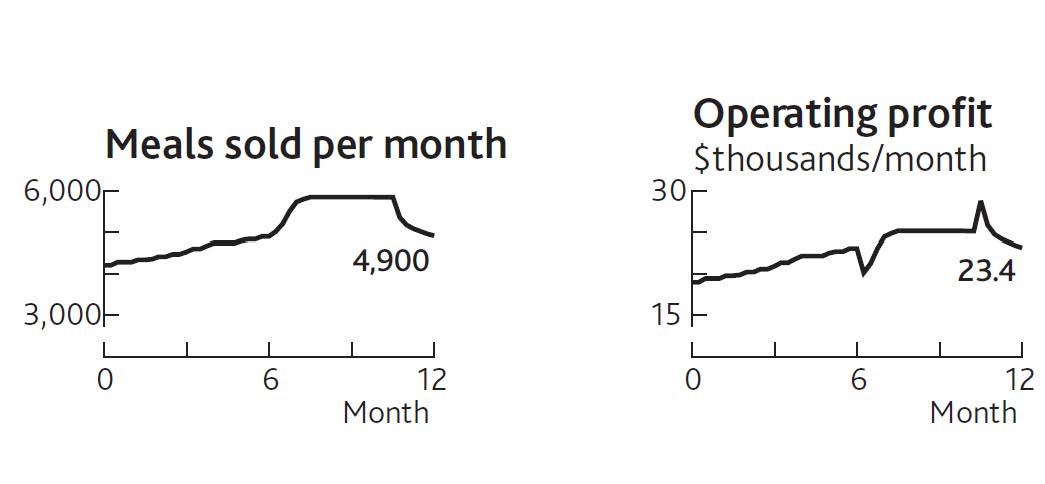 Meals sold per month
6,000
3,000
4,900
0 6 12
Month
Operating profit
$thousands/month
30
15
23.4
0 6 12
Month